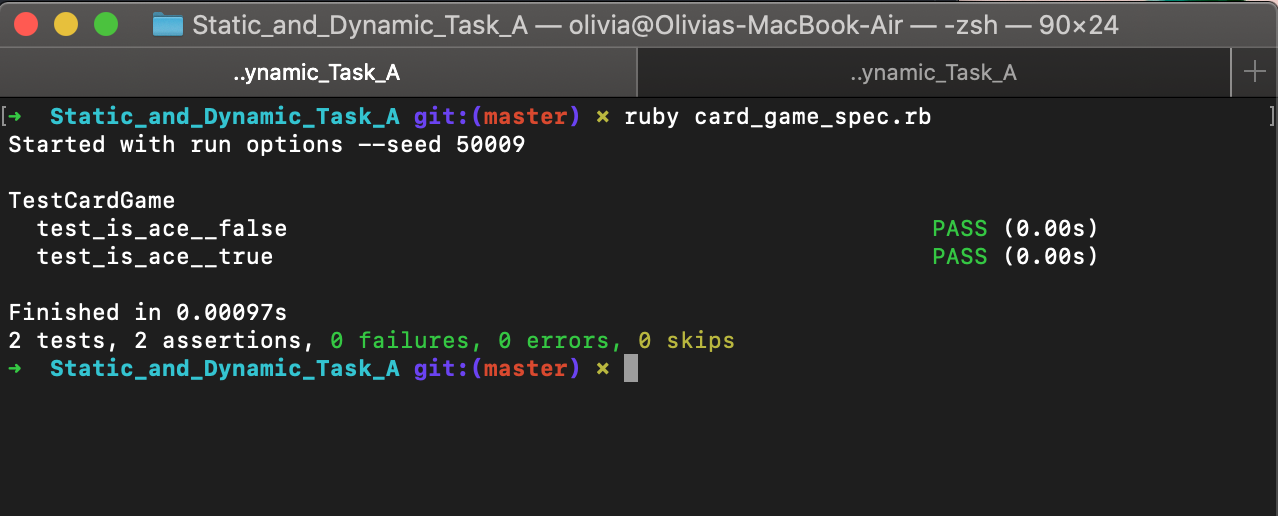 Static_and_Dynamic_Task_A — olivia@Olivias-MacBook-Air — -zsh — 90×24
..ynamic_Task_A ..ynamic_Task_A +
[➜ Static_and_Dynamic_Task_A git:(master) ✗ ruby card_game_spec.rb ]
Started with run options --seed 50009
TestCardGame
test_is_ace__false PASS (0.00s)
test_is_ace__true PASS (0.00s)
Finished in 0.00097s
2 tests, 2 assertions, 0 failures, 0 errors, 0 skips
➜ Static_and_Dynamic_Task_A git:(master) ✗